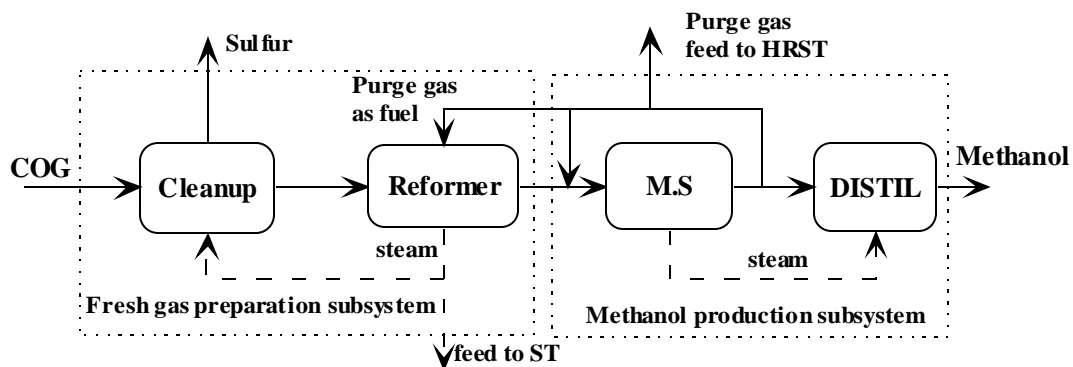 Sulfur
Purge gas
feed to HRST
Purge gas
as fuel
COG
Cleanup
Reformer
M.S
DISTIL
Methanol
steam
steam
Fresh gas preparation subsystem
Methanol production subsystem
feed to ST